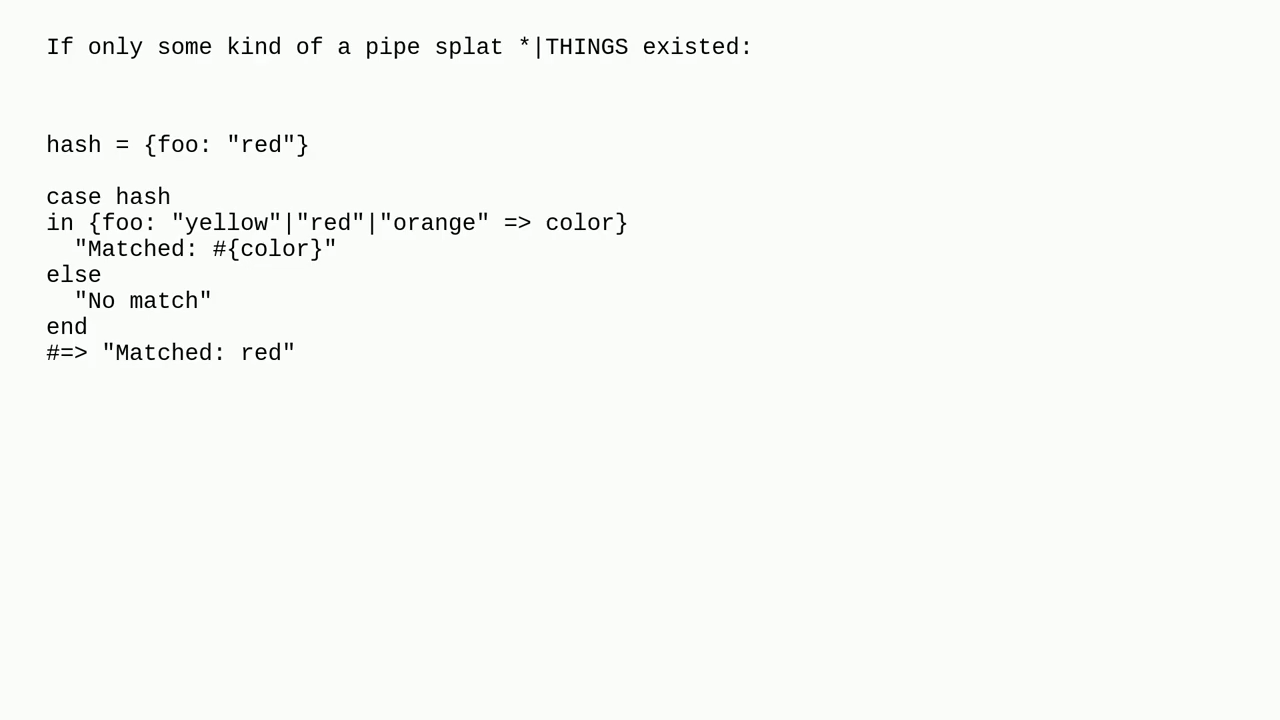 If only some kind of a pipe splat *|THINGS existed:
hash = {foo: "red"}
case hash
in {foo: "yellow"|"red"|"orange" => color}
  "Matched: #{color}"
else
  "No match"
end
#=> "Matched: red"